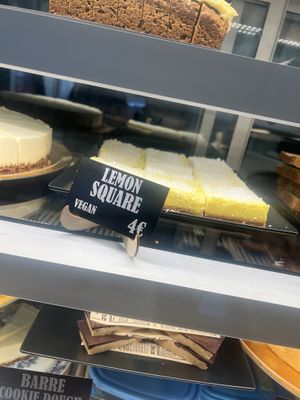 LEMON
SQUARE
VEGAN
4€
BARRE
COOKIE DOUGH